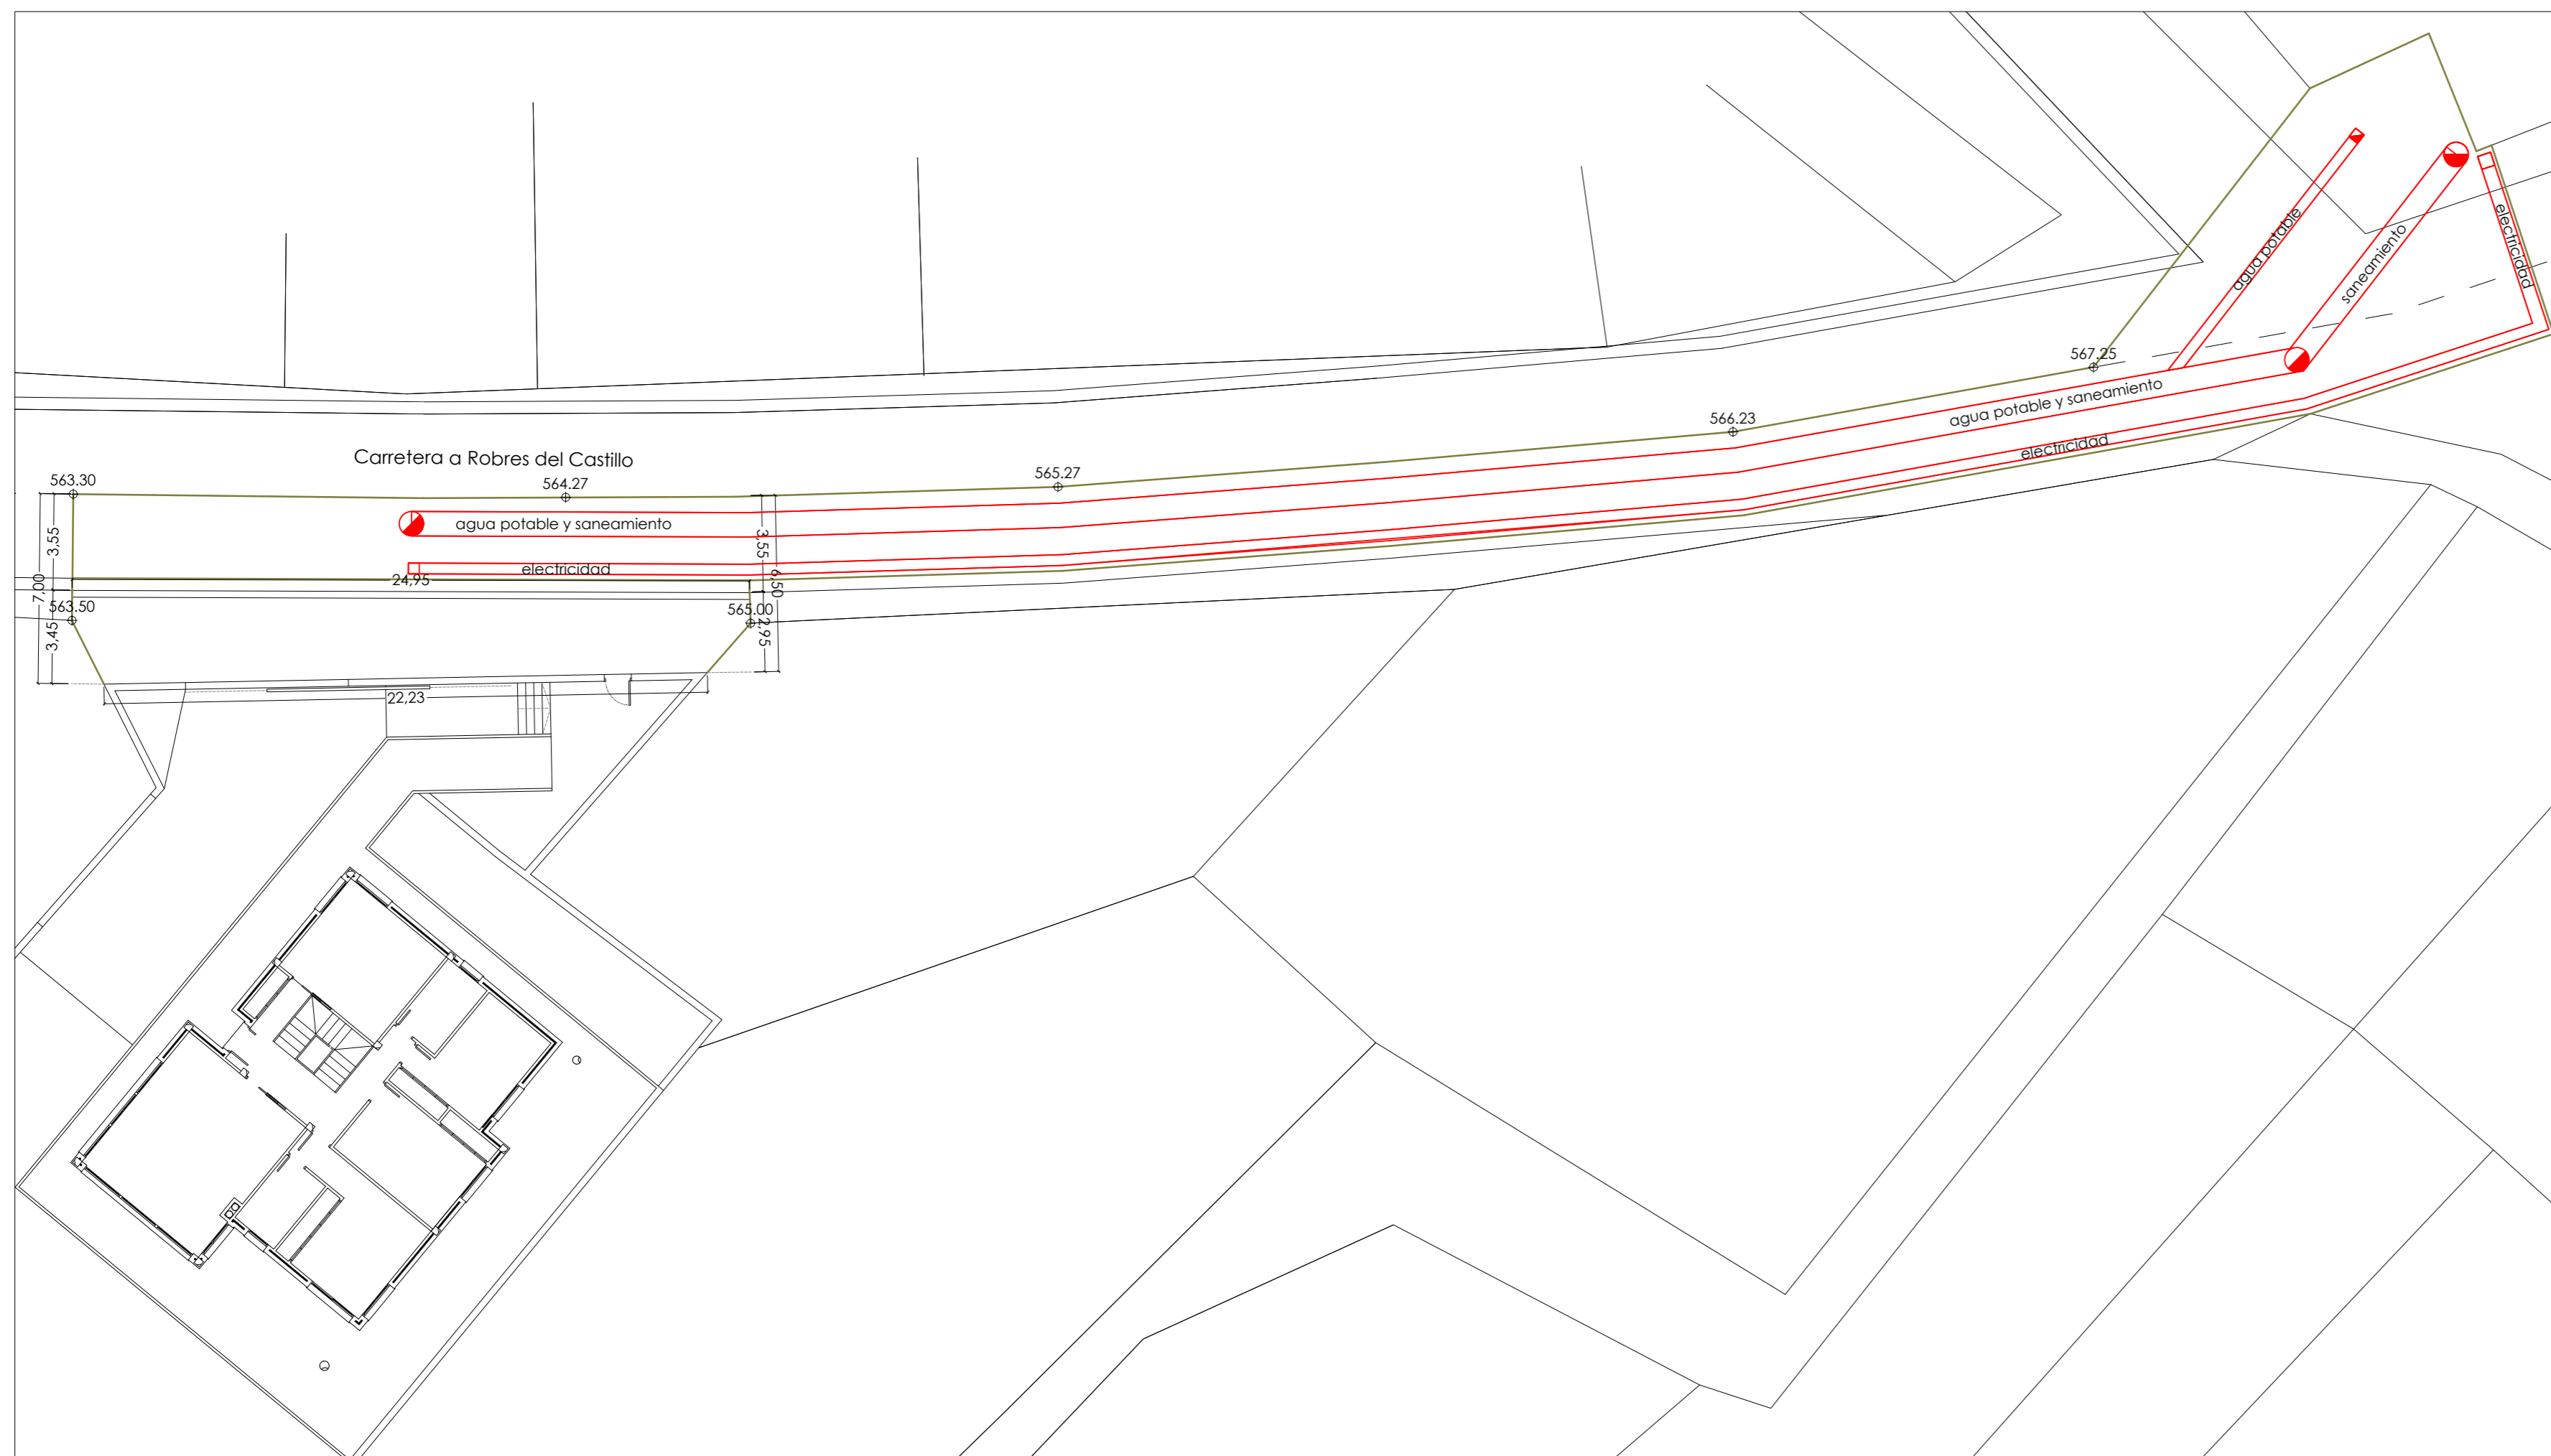 agua potable
saneamiento
electricidad
567.25
agua potable y saneamiento
566.23
electricidad
Carretera a Robres del Castillo
563.30
564.27
565.27
agua potable y saneamiento
3,55
3,55
electricidad
24,95
7,00
6,50
563.50
565.00
3,45
2,95
22,23